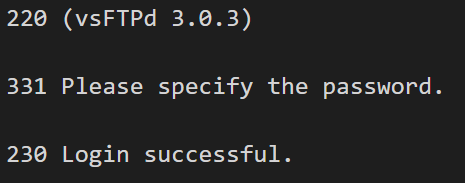 220 (vsFTPd 3.0.3)
331 Please specify the password.
230 Login successful.